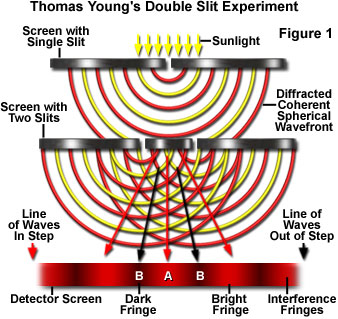 Thomas Young's Double Slit Experiment
Screen with
Single Slit
Sunlight
Figure 1
Screen with
Two Slits
Diffracted
Coherent
Spherical
Wavefront
Line of
Waves
In Step
Line of
Waves
Out of Step
B A B
Detector Screen
Dark
Fringe
Bright
Fringe
Interference
Fringes